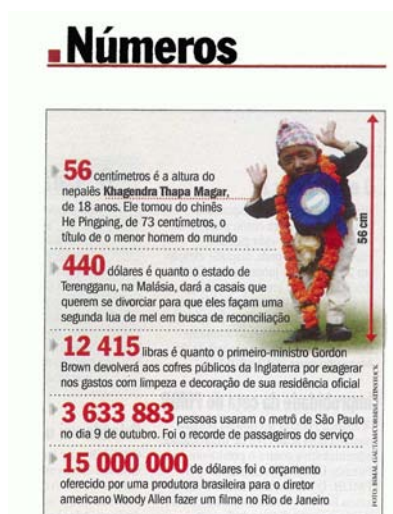 Números
56 centímetros é a altura do
nepalês Khagendra Thapa Magar,
de 18 anos. Ele tomou do chinês
He Pingping, de 73 centímetros, o
título de o menor homem do mundo
56 cm
440 dólares é quanto o estado de
Terengganu, na Malásia, dará a casais que
querem se divorciar para que eles façam uma
segunda lua de mel em busca de reconciliação
12 415 libras é quanto o primeiro-ministro Gordon
Brown devolverá aos cofres públicos da Inglaterra por exagerar
nos gastos com limpeza e decoração de sua residência oficial
3 633 883 pessoas usaram o metrô de São Paulo
no dia 9 de outubro. Foi o recorde de passageiros do serviço
15 000 000 de dólares foi o orçamento
oferecido por uma produtora brasileira para o diretor
americano Woody Allen fazer um filme no Rio de Janeiro
FOTO: BIMAL GAUTAM/CORBIS/LATINSTOCK